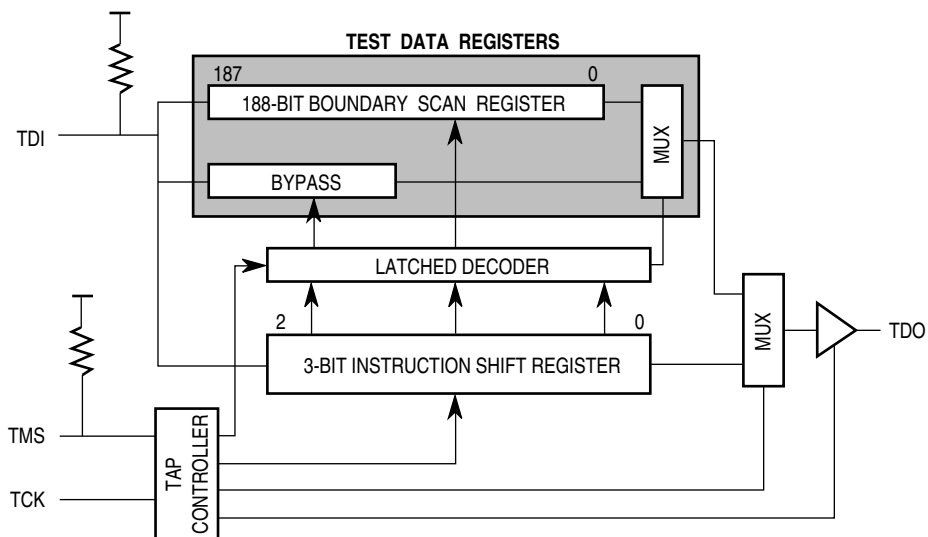 TEST DATA REGISTERS
187
0
188-BIT BOUNDARY SCAN REGISTER
MUX
TDI
BYPASS
LATCHED DECODER
2
0
3-BIT INSTRUCTION SHIFT REGISTER
MUX
TDO
TMS
TAP
CONTROLLER
TCK